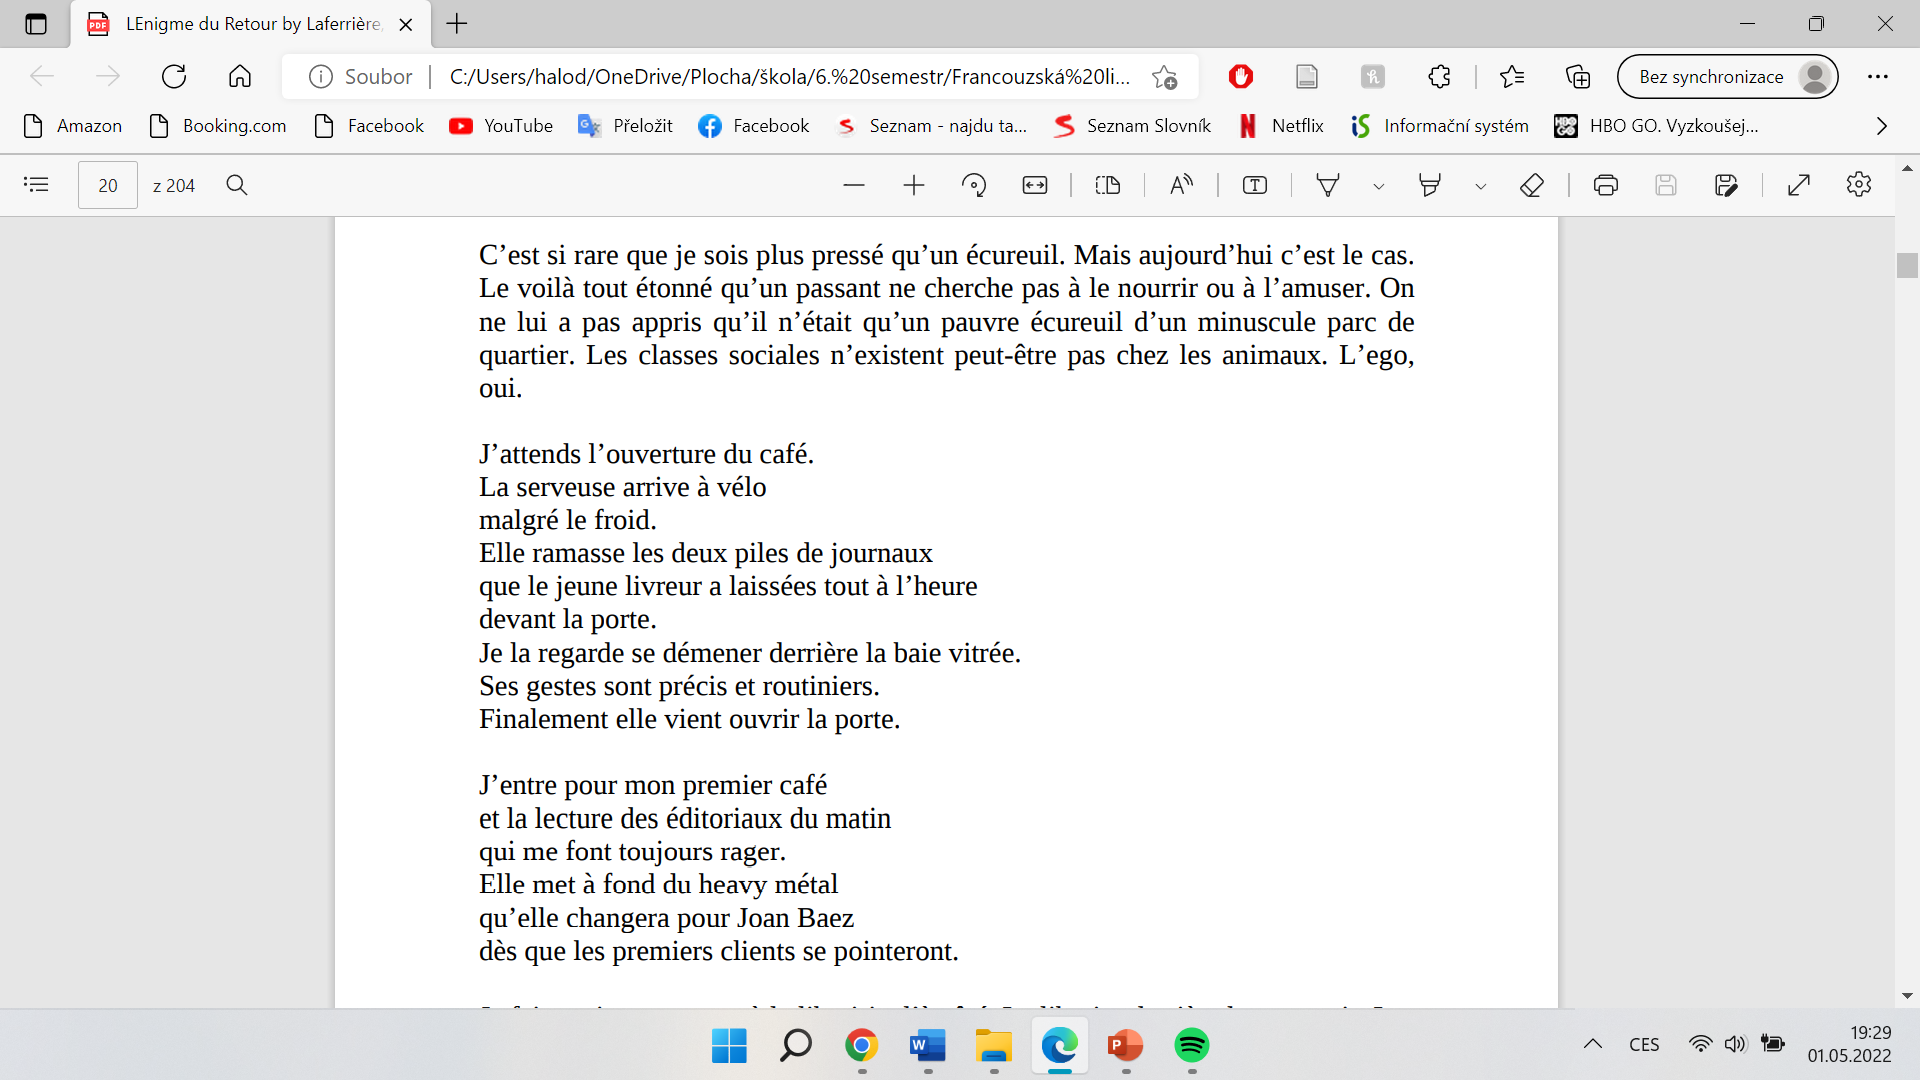 LEnigme du Retour by Laferrière,
Soubor
C:/Users/halod/OneDrive/Plocha/škola/6.%20semestr/Francouzská%20li...
Bez synchronizace
Amazon
Booking.com
Facebook
YouTube
Přeložit
Facebook
Seznam - najdu ta...
Seznam Slovník
Netflix
Informační systém
HBO GO. Vyzkoušej...
20
z 204
C’est si rare que je sois plus pressé qu’un écureuil. Mais aujourd’hui c’est le cas.
Le voilà tout étonné qu’un passant ne cherche pas à le nourrir ou à l’amuser. On
ne lui a pas appris qu’il n’était qu’un pauvre écureuil d’un minuscule parc de
quartier. Les classes sociales n’existent peut-être pas chez les animaux. L’ego,
oui.
J’attends l’ouverture du café.
La serveuse arrive à vélo
malgré le froid.
Elle ramasse les deux piles de journaux
que le jeune livreur a laissées tout à l’heure
devant la porte.
Je la regarde se démener derrière la baie vitrée.
Ses gestes sont précis et routiniers.
Finalement elle vient ouvrir la porte.
J’entre pour mon premier café
et la lecture des éditoriaux du matin
qui me font toujours rager.
Elle met à fond du heavy métal
qu’elle changera pour Joan Baez
dès que les premiers clients se pointeront.
CES
19:29
01.05.2022